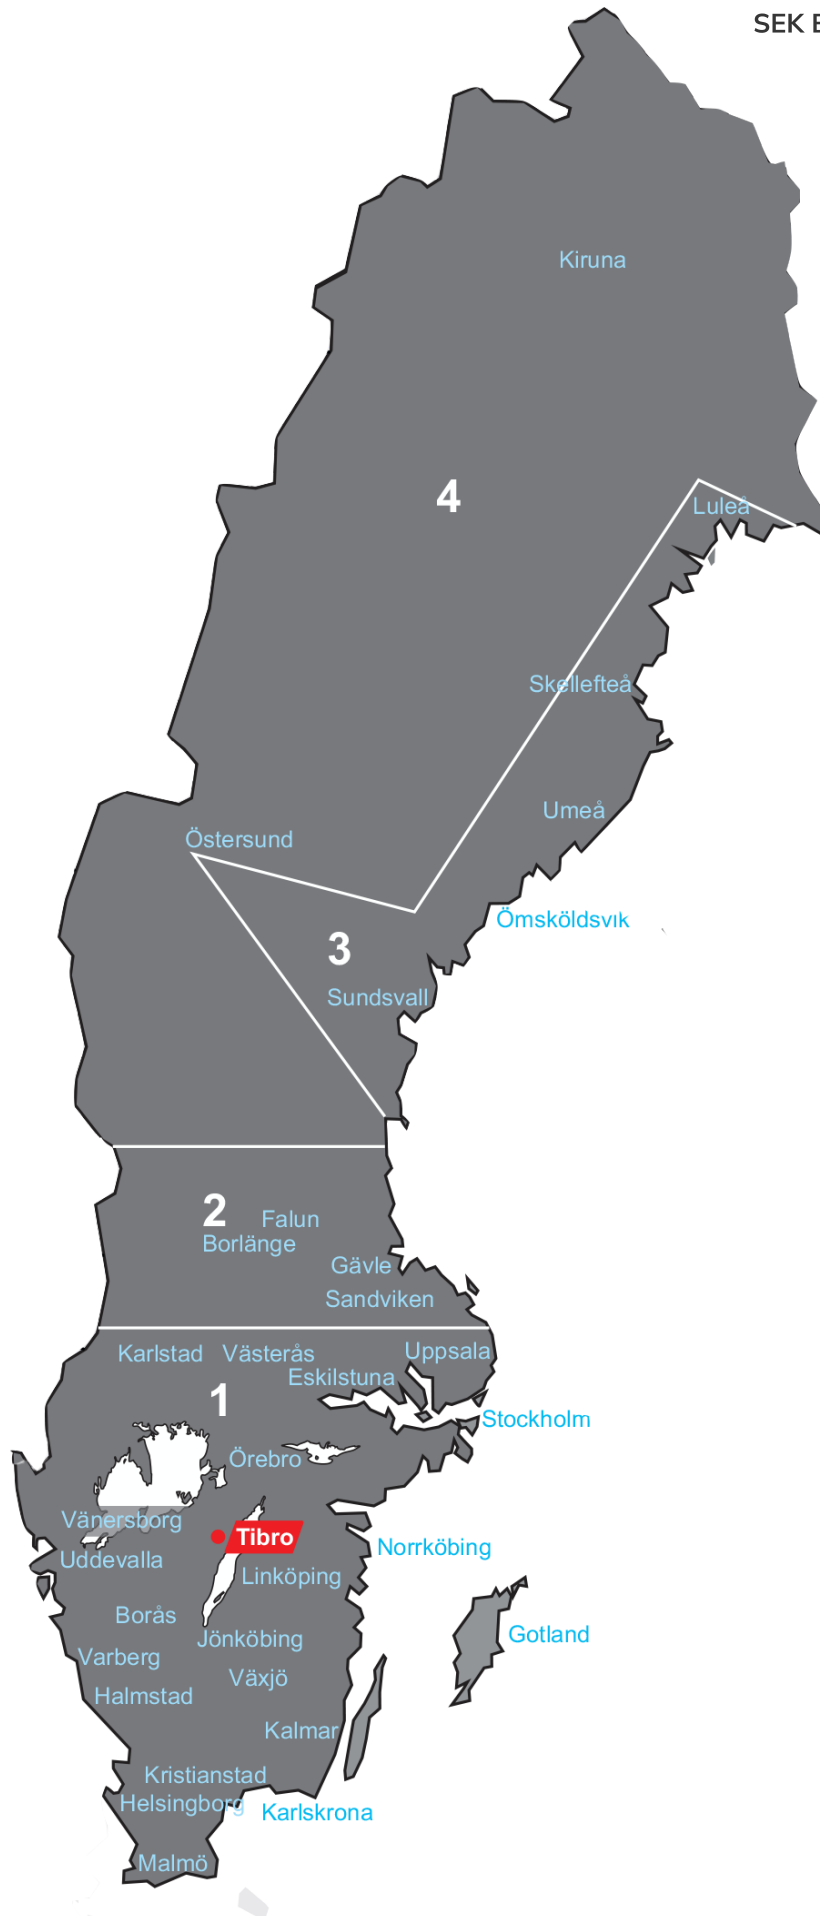 SEK E
Kiruna
4
Luleå
Skellefteå
Umeå
Östersund
Ömsköldsvik
3
Sundsvall
2
Falun
Borlänge
Gävle
Sandviken
Karlstad
Västerås
Uppsala
Eskilstuna
1
Stockholm
Örebro
Vänersborg
Tibro
Norrköbing
Uddevalla
Linköping
Borås
Gotland
Jönköbing
Varberg
Växjö
Halmstad
Kalmar
Kristianstad
Helsingborg
Karlskrona
Malmö